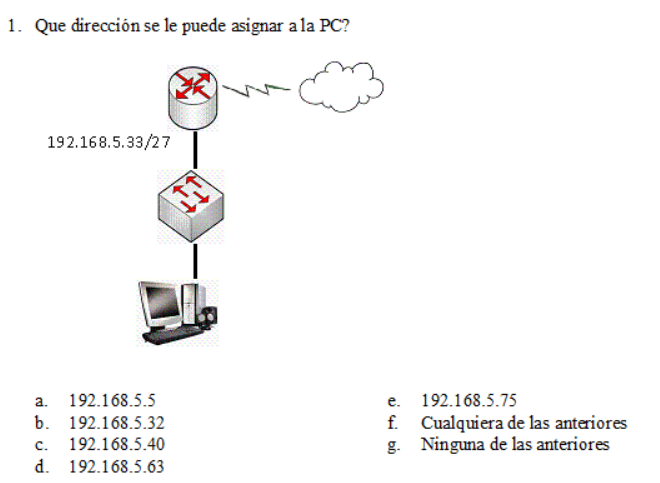 1. Que dirección se le puede asignar a la PC?
192.168.5.33/27
a. 192.168.5.5
b. 192.168.5.32
c. 192.168.5.40
d. 192.168.5.63
e. 192.168.5.75
f. Cualquiera de las anteriores
g. Ninguna de las anteriores